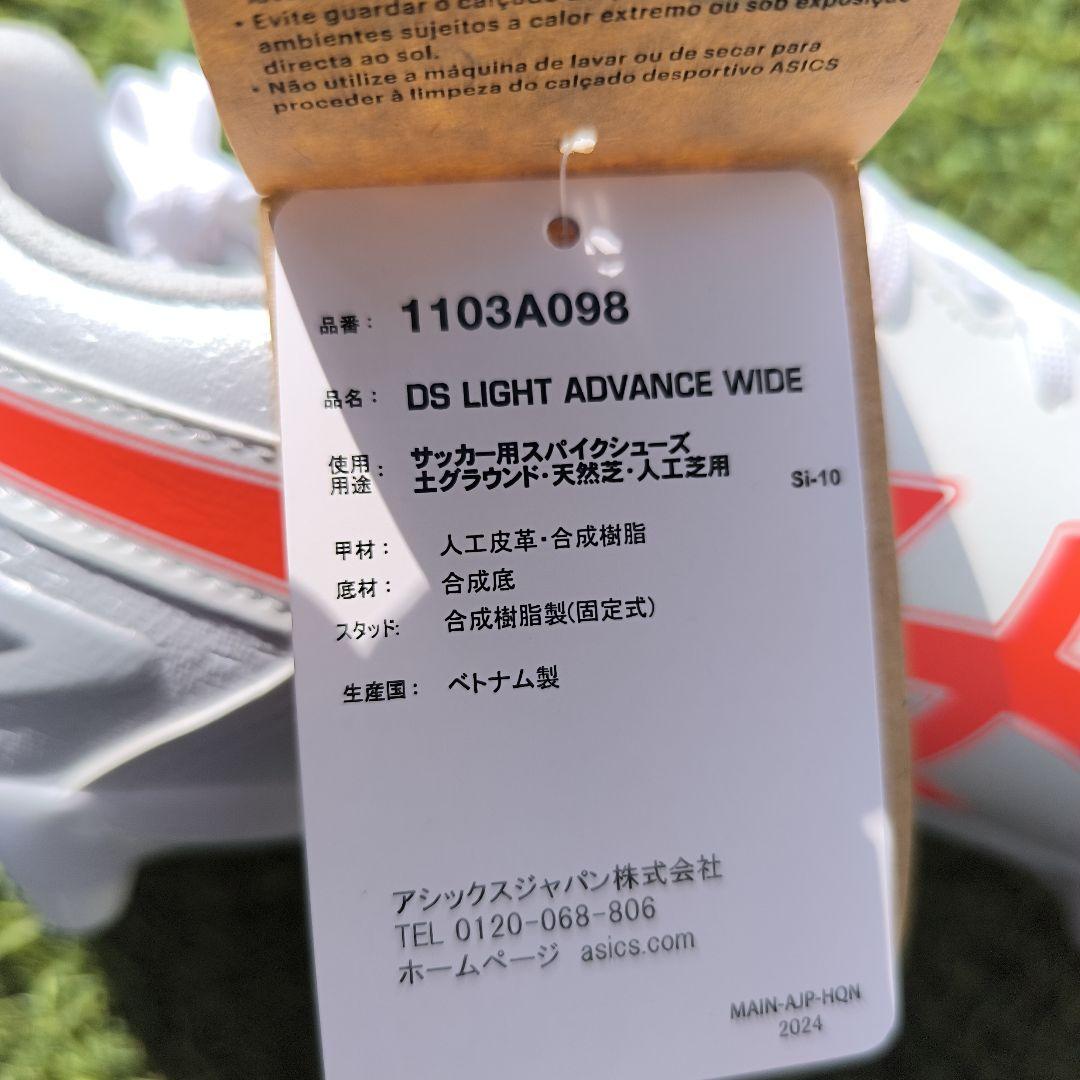 • Evite guardar o calçado
ambientes sujeitos a calor extremo ou sob exposição
directa ao sol.
• Não utilize a máquina de lavar ou de secar para
proceder à limpeza do calçado desportivo ASICS
品番： 1103A098
品名： DS LIGHT ADVANCE WIDE
使用用途： サッカー用スパイクシューズ
土グラウンド・天然芝・人工芝用 Si-10
甲材： 人工皮革・合成樹脂
底材： 合成底
スタッド： 合成樹脂製(固定式)
生産国： ベトナム製
アシックスジャパン株式会社
TEL 0120-068-806
ホームページ asics.com
MAIN-AJP-HQN
2024